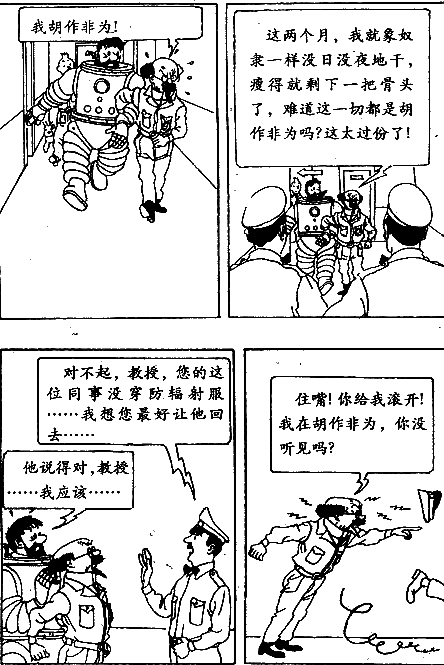 我胡作非为!
这两个月，我就象奴
隶一样没日没夜地干，
瘦得就剩下一把骨头
了，难道这一切都是胡
作非为吗?这太过份了!
对不起，教授，您的这
位同事没穿防辐射服
……我想您最好让他回
去……
他说得对，教授
……我应该……
住嘴!你给我滚开!
我在胡作非为，你没
听见吗?